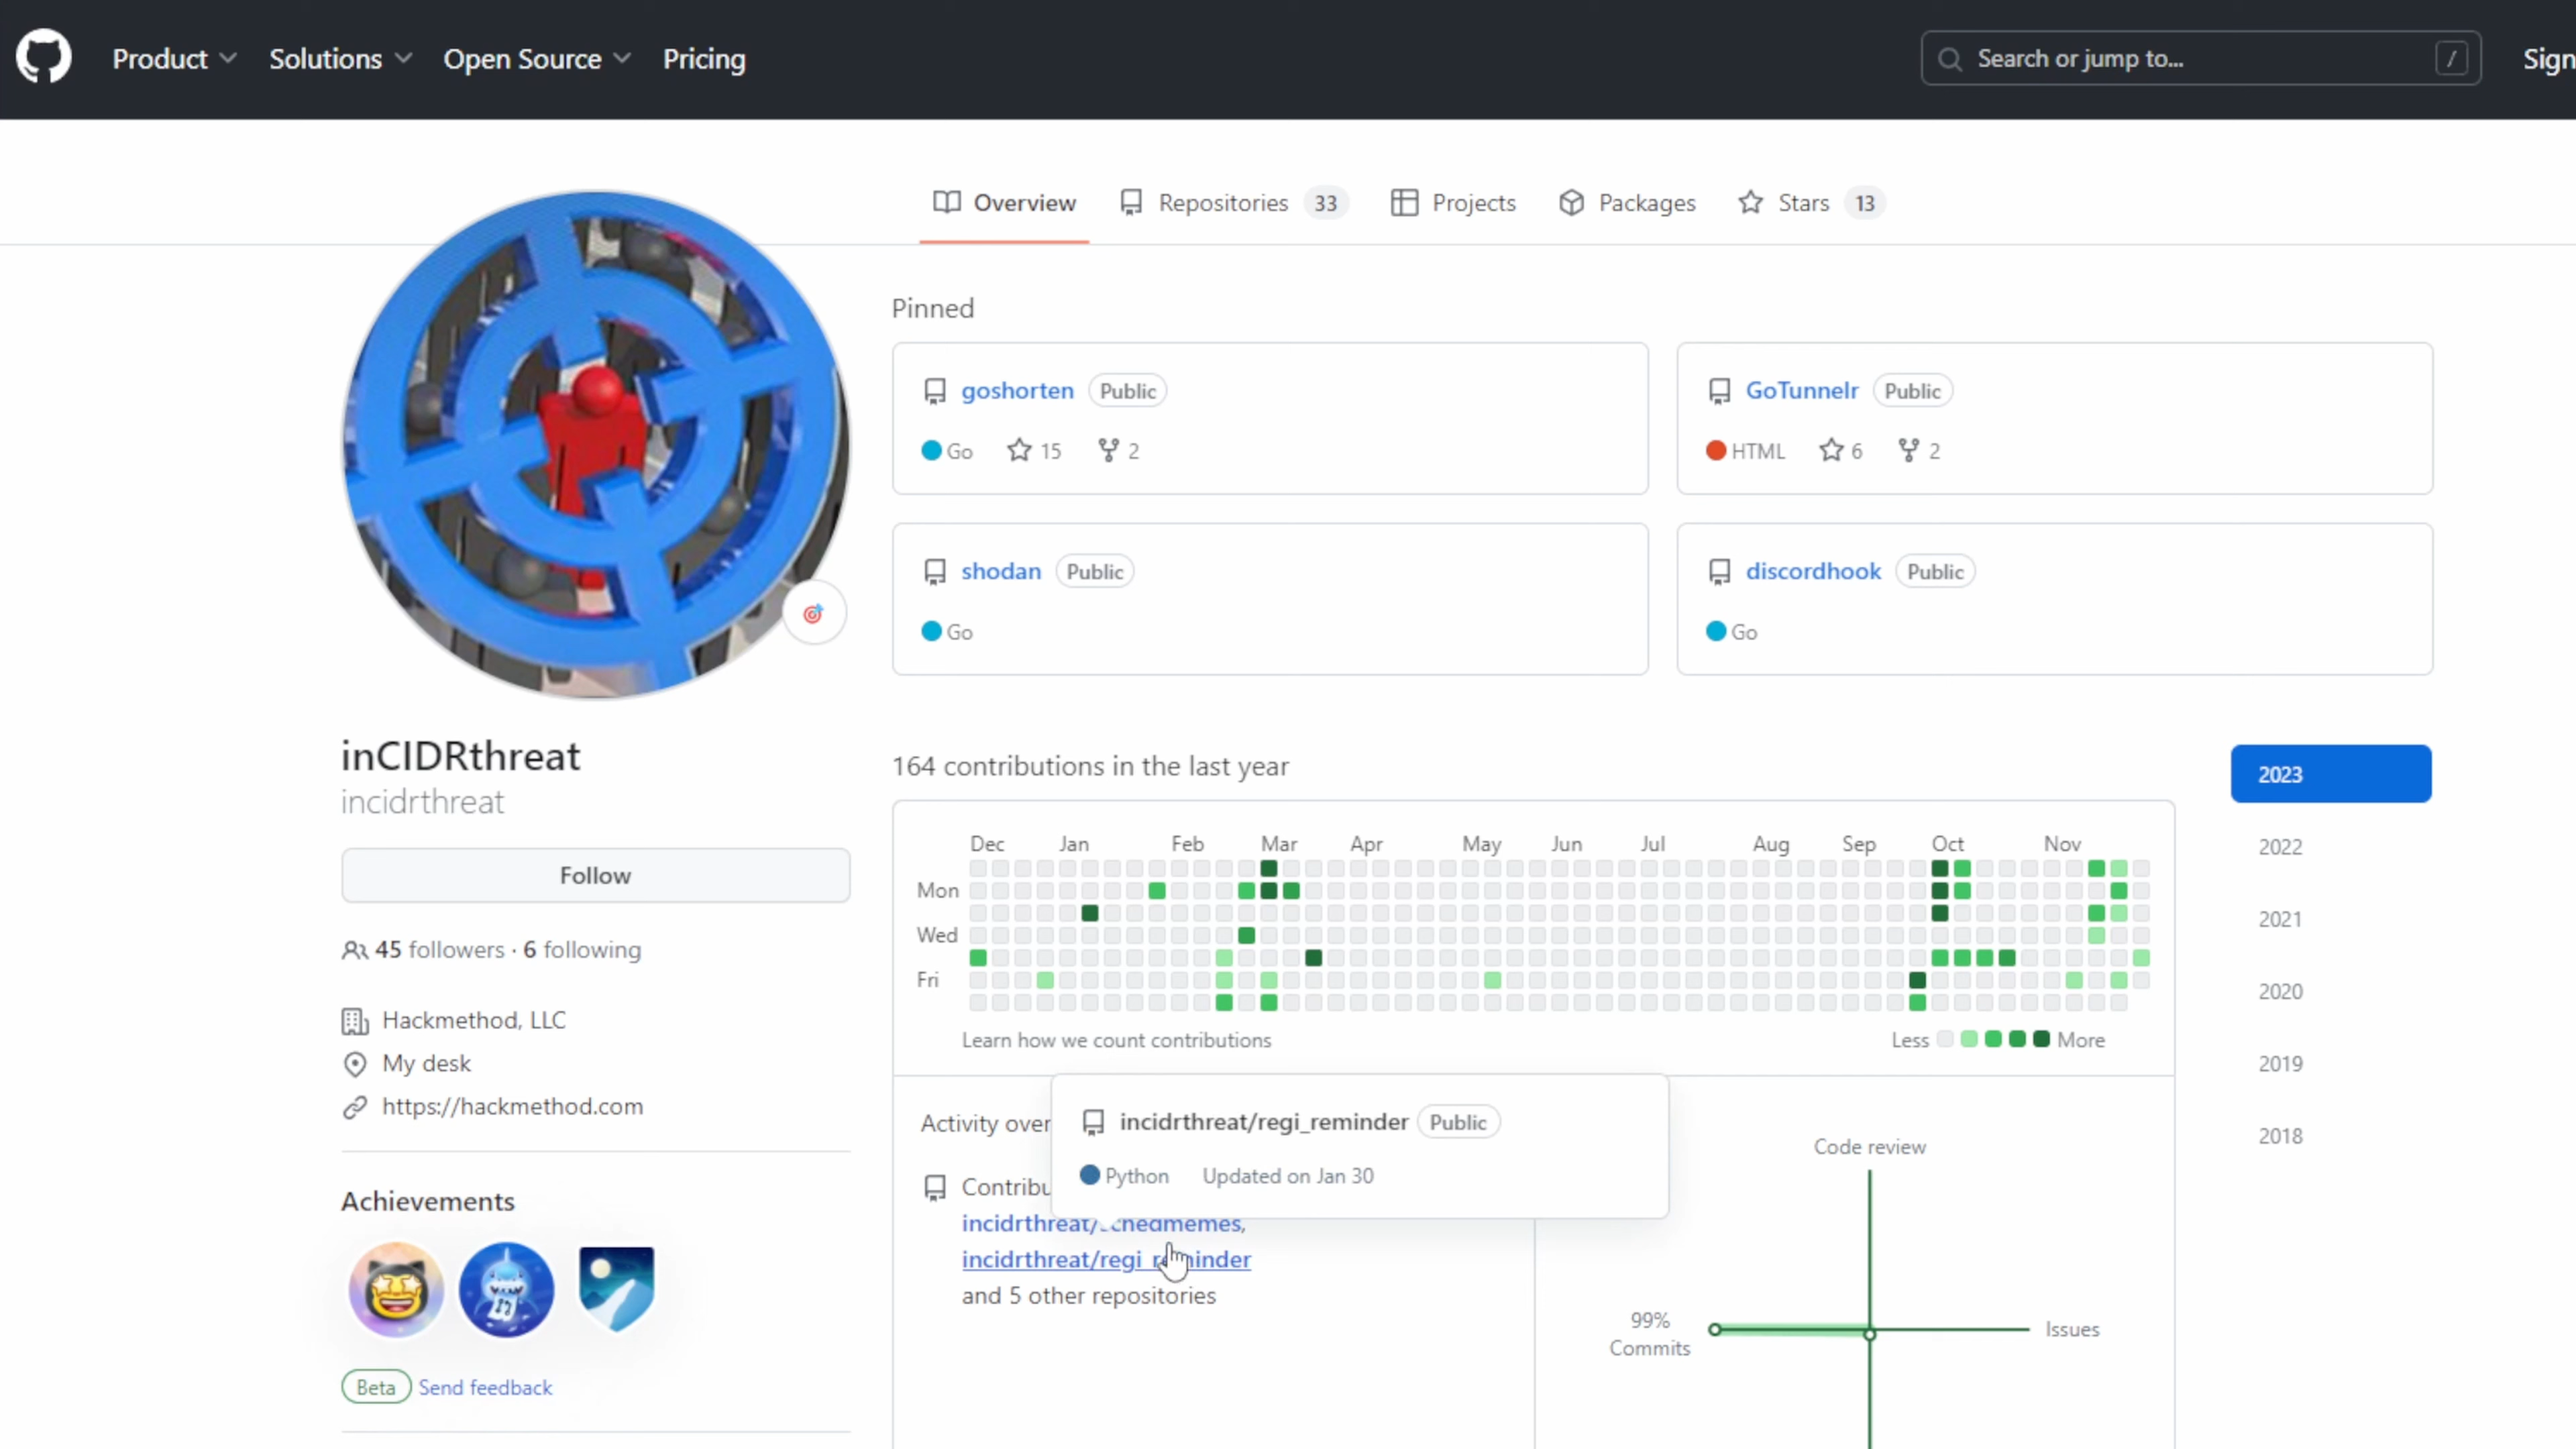 Product Solutions Open Source Pricing Search or jump to... / Sign
Overview Repositories 33 Projects Packages Stars 13
Pinned
goshorten Public
Go 15 2
GoTunnelr Public
HTML 6 2
shodan Public
Go
discordhook Public
Go
inCIDRthreat
incidrthreat
Follow
45 followers · 6 following
Hackmethod, LLC
My desk
https://hackmethod.com
Achievements
Beta Send feedback
164 contributions in the last year
Dec Jan Feb Mar Apr May Jun Jul Aug Sep Oct Nov
Mon
Wed
Fri
Learn how we count contributions Less More
Activity over
incidrthreat/regi_reminder Public
Python Updated on Jan 30
Contribu
incidrthreat/schedmemes,
incidrthreat/regi_reminder
and 5 other repositories
Code review
99%
Commits
Issues
2023
2022
2021
2020
2019
2018